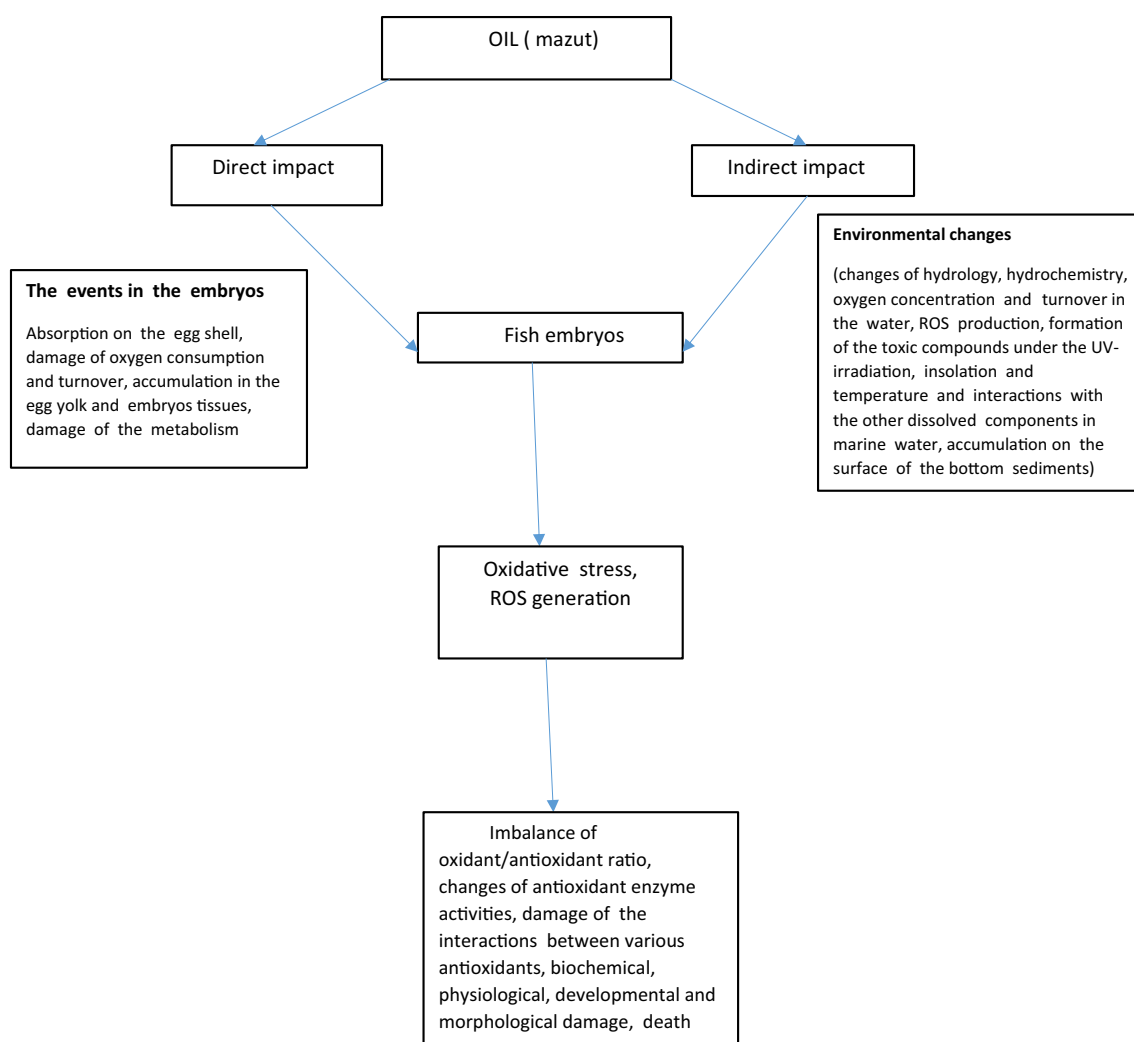 OIL ( mazut)
Direct impact
Indirect impact
The events in the embryos
Absorption on the egg shell,
damage of oxygen consumption
and turnover, accumulation in the
egg yolk and embryos tissues,
damage of the metabolism
Environmental changes
(changes of hydrology, hydrochemistry,
oxygen concentration and turnover in
the water, ROS production, formation
of the toxic compounds under the UV-
irradiation, insolation and
temperature and interactions with
the other dissolved components in
marine water, accumulation on the
surface of the bottom sediments)
Fish embryos
Oxidative stress,
ROS generation
Imbalance of
oxidant/antioxidant ratio,
changes of antioxidant enzyme
activities, damage of the
interactions between various
antioxidants, biochemical,
physiological, developmental and
morphological damage, death